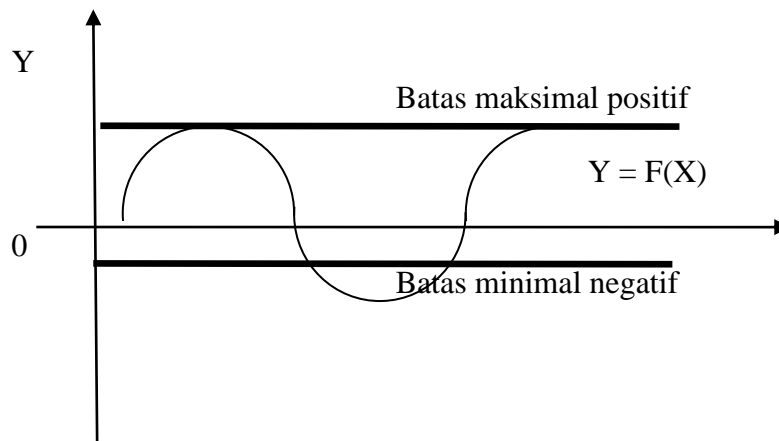 Y
Batas maksimal positif
Y = F(X)
0
Batas minimal negatif